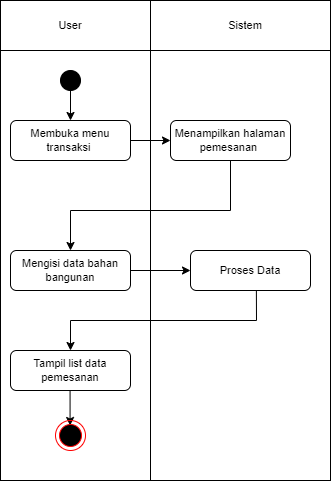 User
Sistem
Membuka menu
transaksi
Menampilkan halaman
pemesanan
Mengisi data bahan
bangunan
Proses Data
Tampil list data
pemesanan